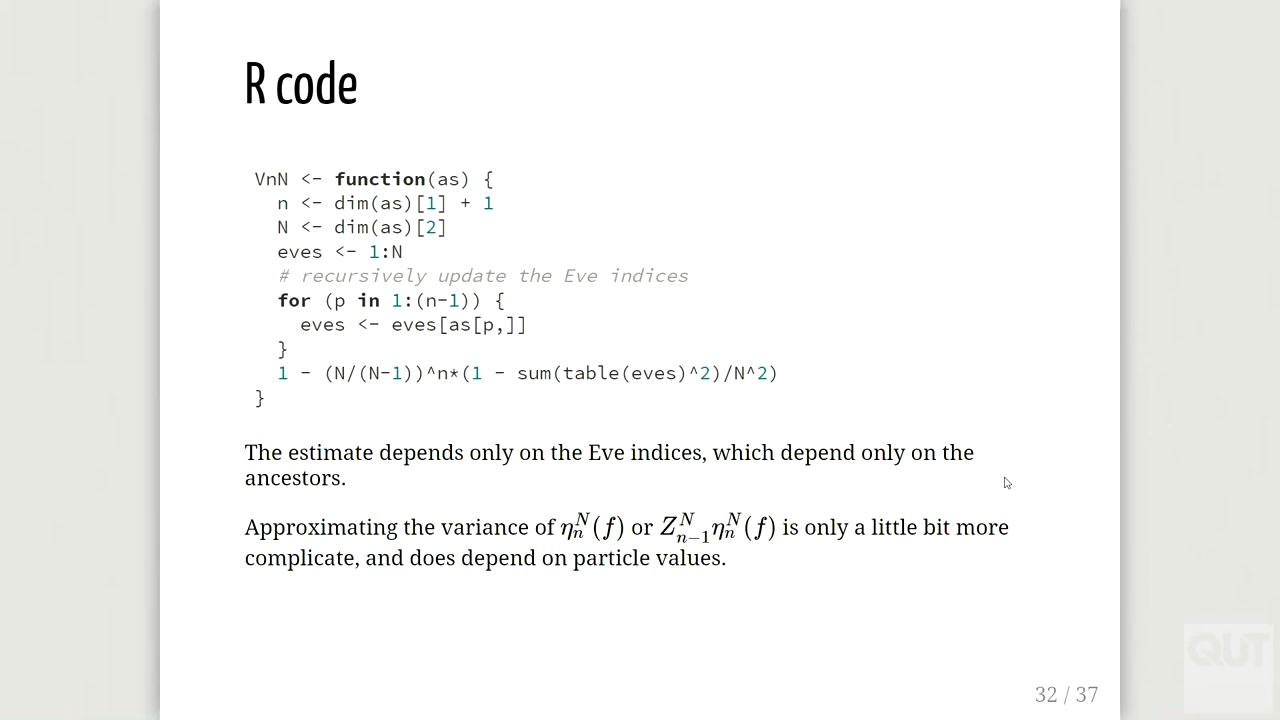 R code
VnN <- function(as) {
  n <- dim(as)[1] + 1
  N <- dim(as)[2]
  eves <- 1:N
  # recursively update the Eve indices
  for (p in 1:(n-1)) {
    eves <- eves[as[p,]]
  }
  1 - (N/(N-1))^n*(1 - sum(table(eves)^2)/N^2)
}
The estimate depends only on the Eve indices, which depend only on the
ancestors.
Approximating the variance of $\eta_n^N(f)$ or $Z_{n-1}^N \eta_n^N(f)$ is only a little bit more
complicate, and does depend on particle values.
QUT
32 / 37